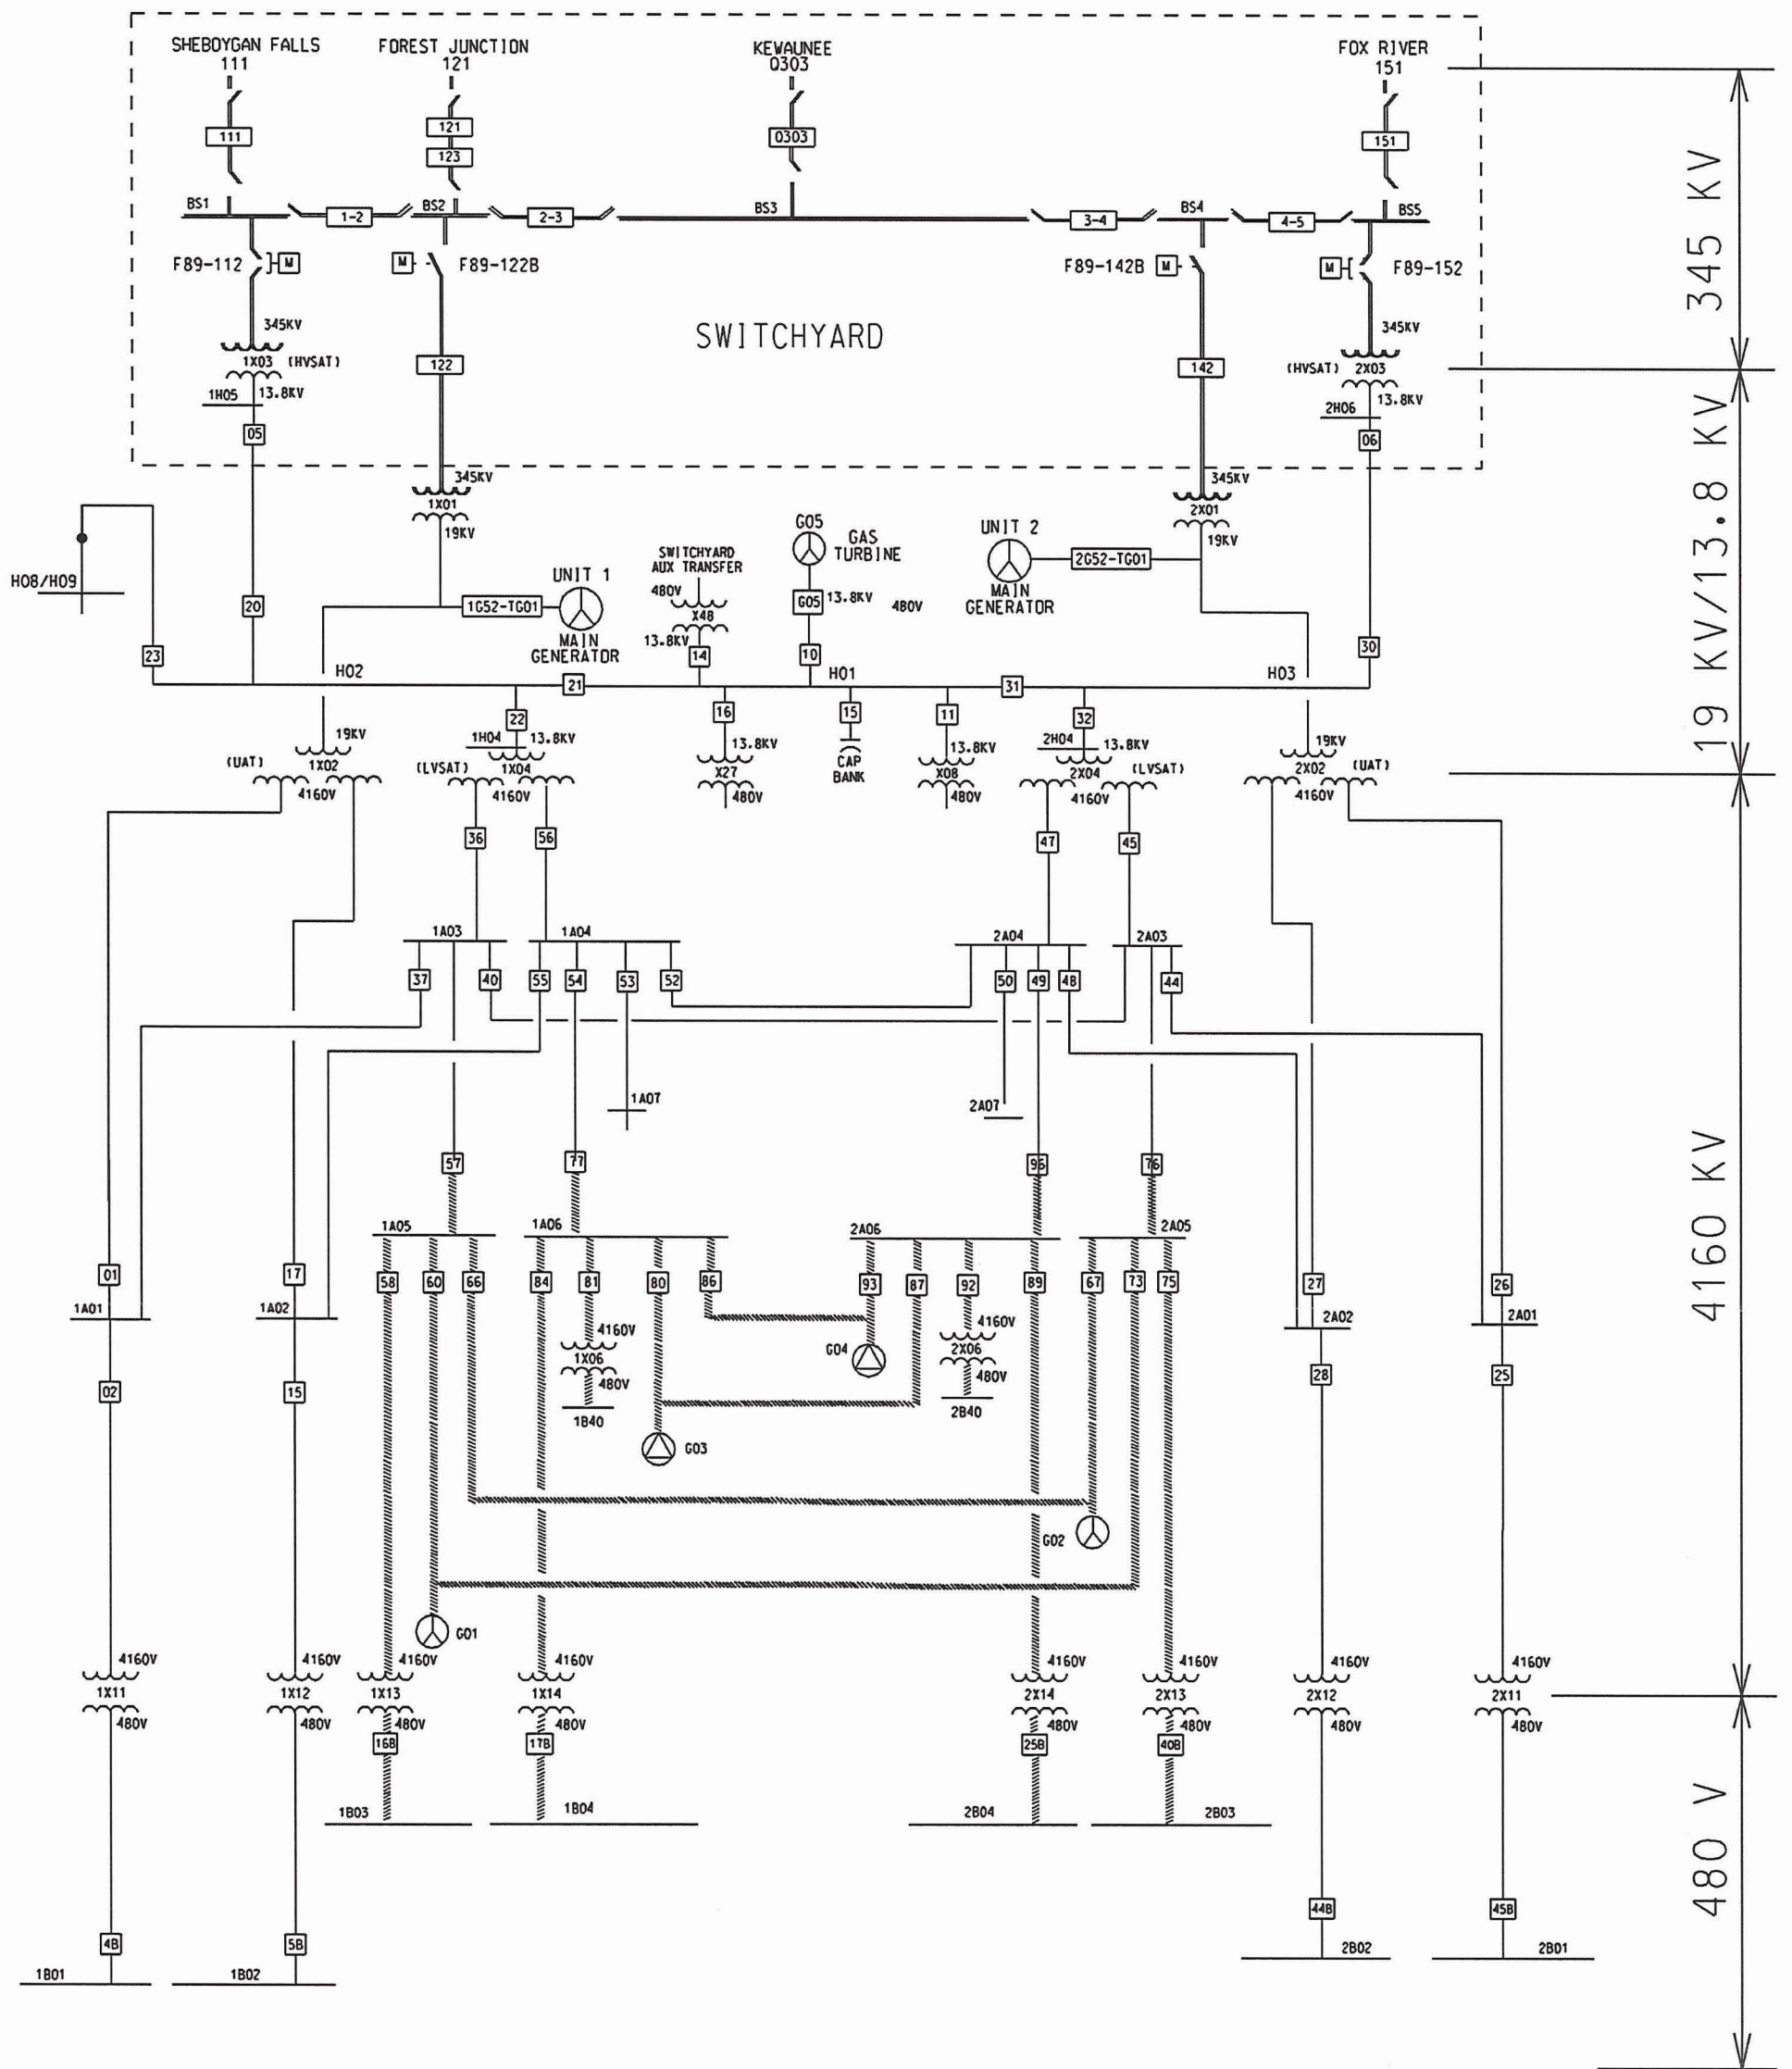 SHEBOYGAN FALLS
111
FOREST JUNCTION
121
KEWAUNEE
Q303
FOX RIVER
151
111
121
123
Q303
151
BS1
1-2
BS2
2-3
BS3
3-4
BS4
4-5
BS5
F89-112
M
M
F89-122B
F89-142B
M
M
F89-152
345 KV
345KV
1X03 (HVSAT)
13.8KV
1H05
05
122
SWITCHYARD
142
345KV
(HVSAT) 2X03
13.8KV
2H06
06
345KV
1X01
19KV
345KV
2X01
19KV
19 KV/13.8 KV
H08/H09
23
20
H02
1G52-TG01
UNIT 1
MAIN
GENERATOR
SWITCHYARD
AUX TRANSFER
480V
X48
13.8KV
14
G05
GAS
TURBINE
G05
13.8KV
480V
10
UNIT 2
MAIN
GENERATOR
2G52-TG01
30
21
H01
31
H03
22
16
15
11
32
19KV
(UAT)
1X02
4160V
1H04
13.8KV
(LVSAT)
1X04
4160V
13.8KV
X27
480V
CAP
BANK
13.8KV
X08
480V
2H04
13.8KV
2X04
(LVSAT)
4160V
19KV
2X02
(UAT)
4160V
36
56
47
45
1A03
1A04
2A04
2A03
37
40
55
54
53
52
50
49
48
44
1A07
2A07
4160 KV
57
77
96
76
1A05
1A06
2A06
2A05
01
17
58
60
66
84
81
80
86
93
87
92
89
67
73
75
27
26
1A01
1A02
2A02
2A01
4160V
1X06
480V
1B40
G04
4160V
2X06
480V
2B40
02
15
28
25
G03
G02
G01
4160V
1X11
480V
4160V
1X12
480V
4160V
1X13
480V
4160V
1X14
480V
4160V
2X14
480V
4160V
2X13
480V
4160V
2X12
480V
4160V
2X11
480V
16B
17B
25B
40B
1B03
1B04
2B04
2B03
480 V
4B
5B
44B
45B
1B01
1B02
2B02
2B01